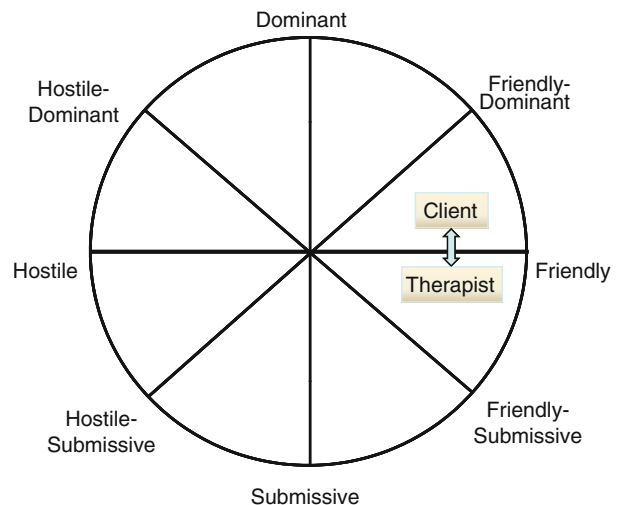 Dominant
Hostile-
Dominant
Friendly-
Dominant
Client
Hostile
Therapist
Friendly
Hostile-
Submissive
Friendly-
Submissive
Submissive